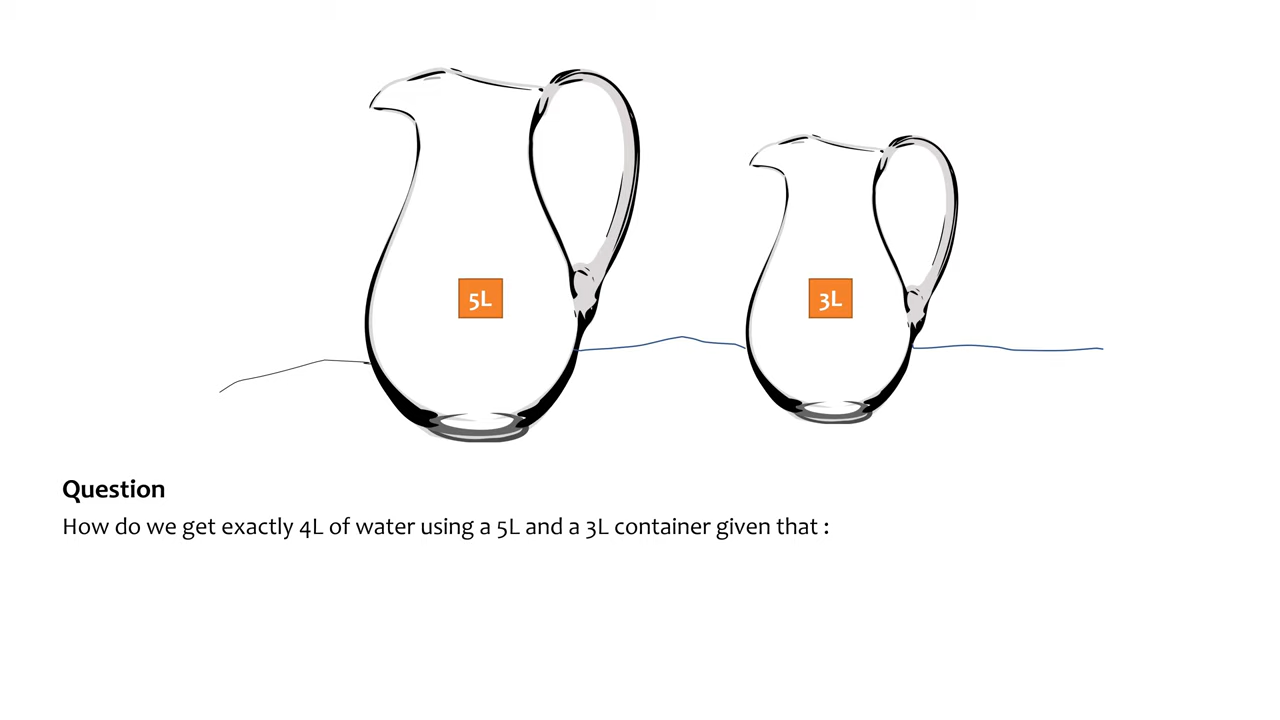 5L
3L
Question
How do we get exactly 4L of water using a 5L and a 3L container given that :